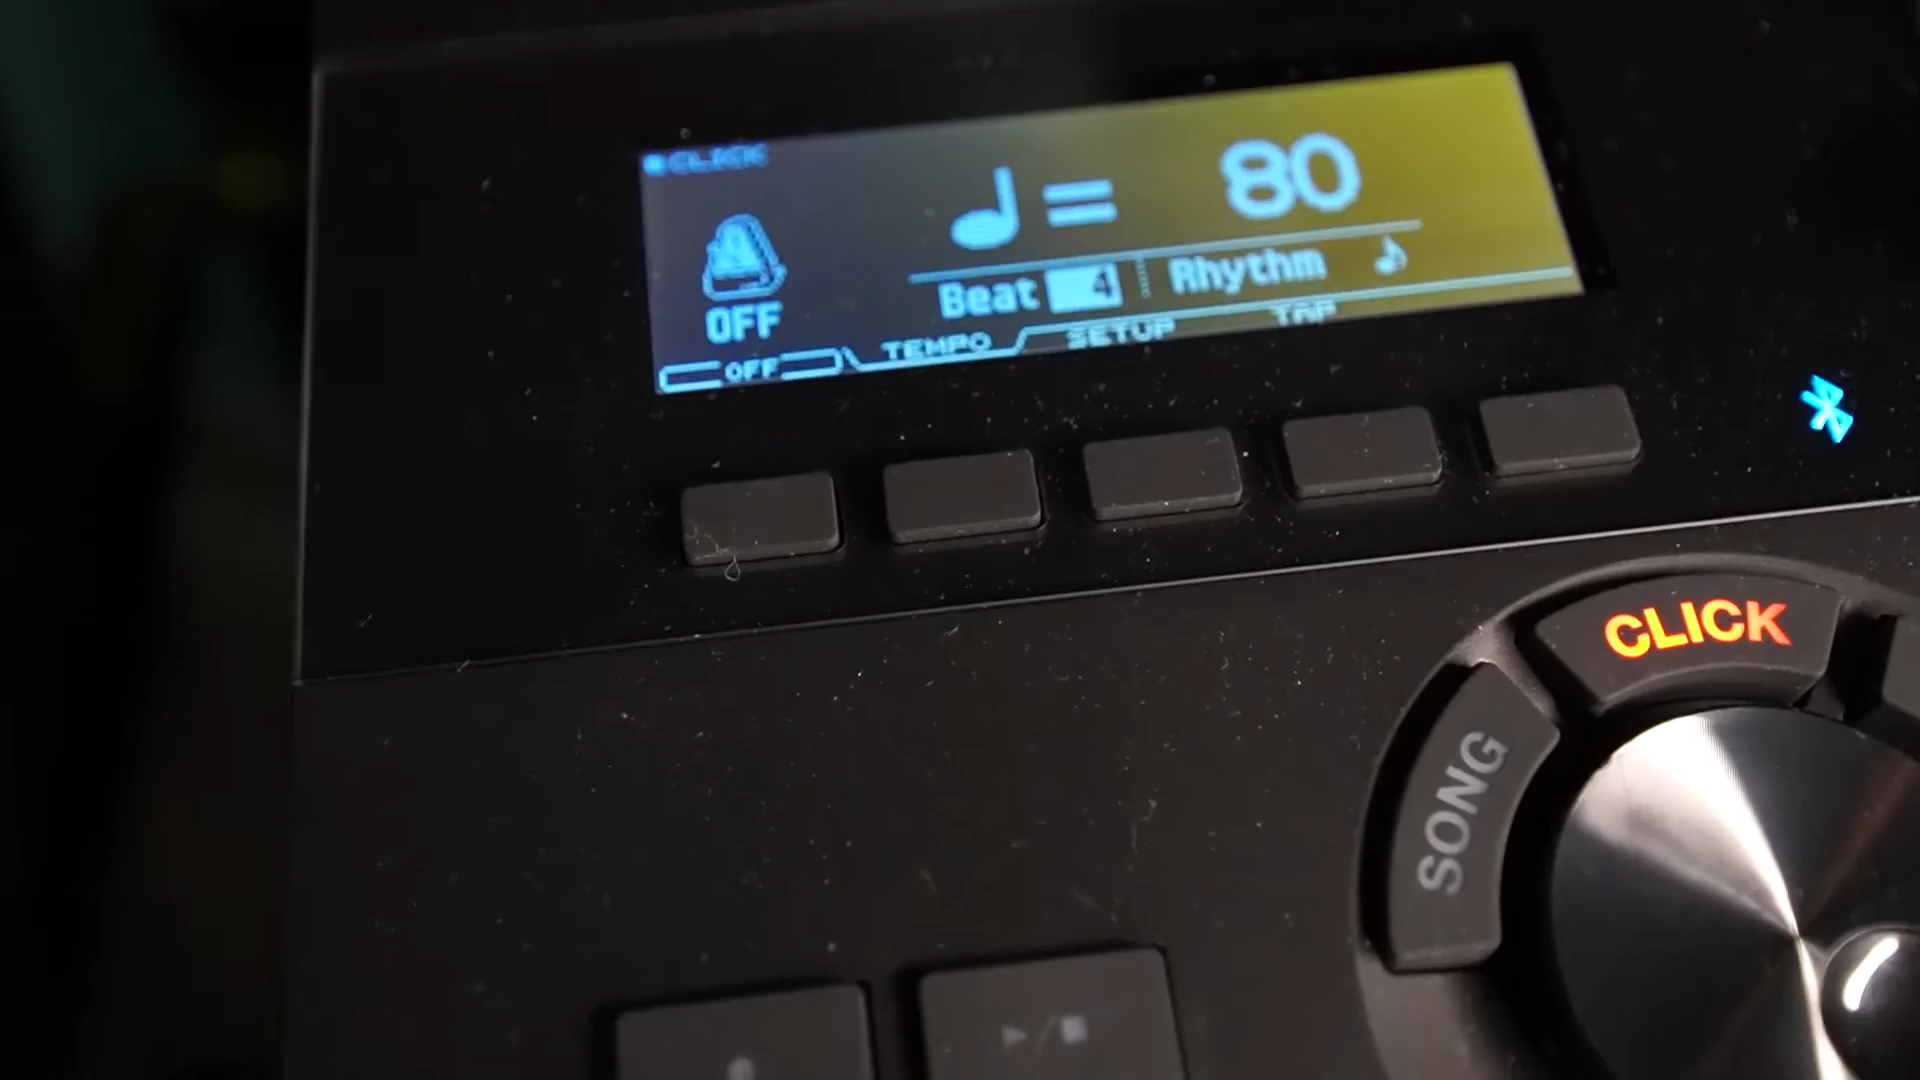 CLICK
= 80
Beat 4 Rhythm
OFF
OFF TEMPO SETUP TAP
CLICK
SONG